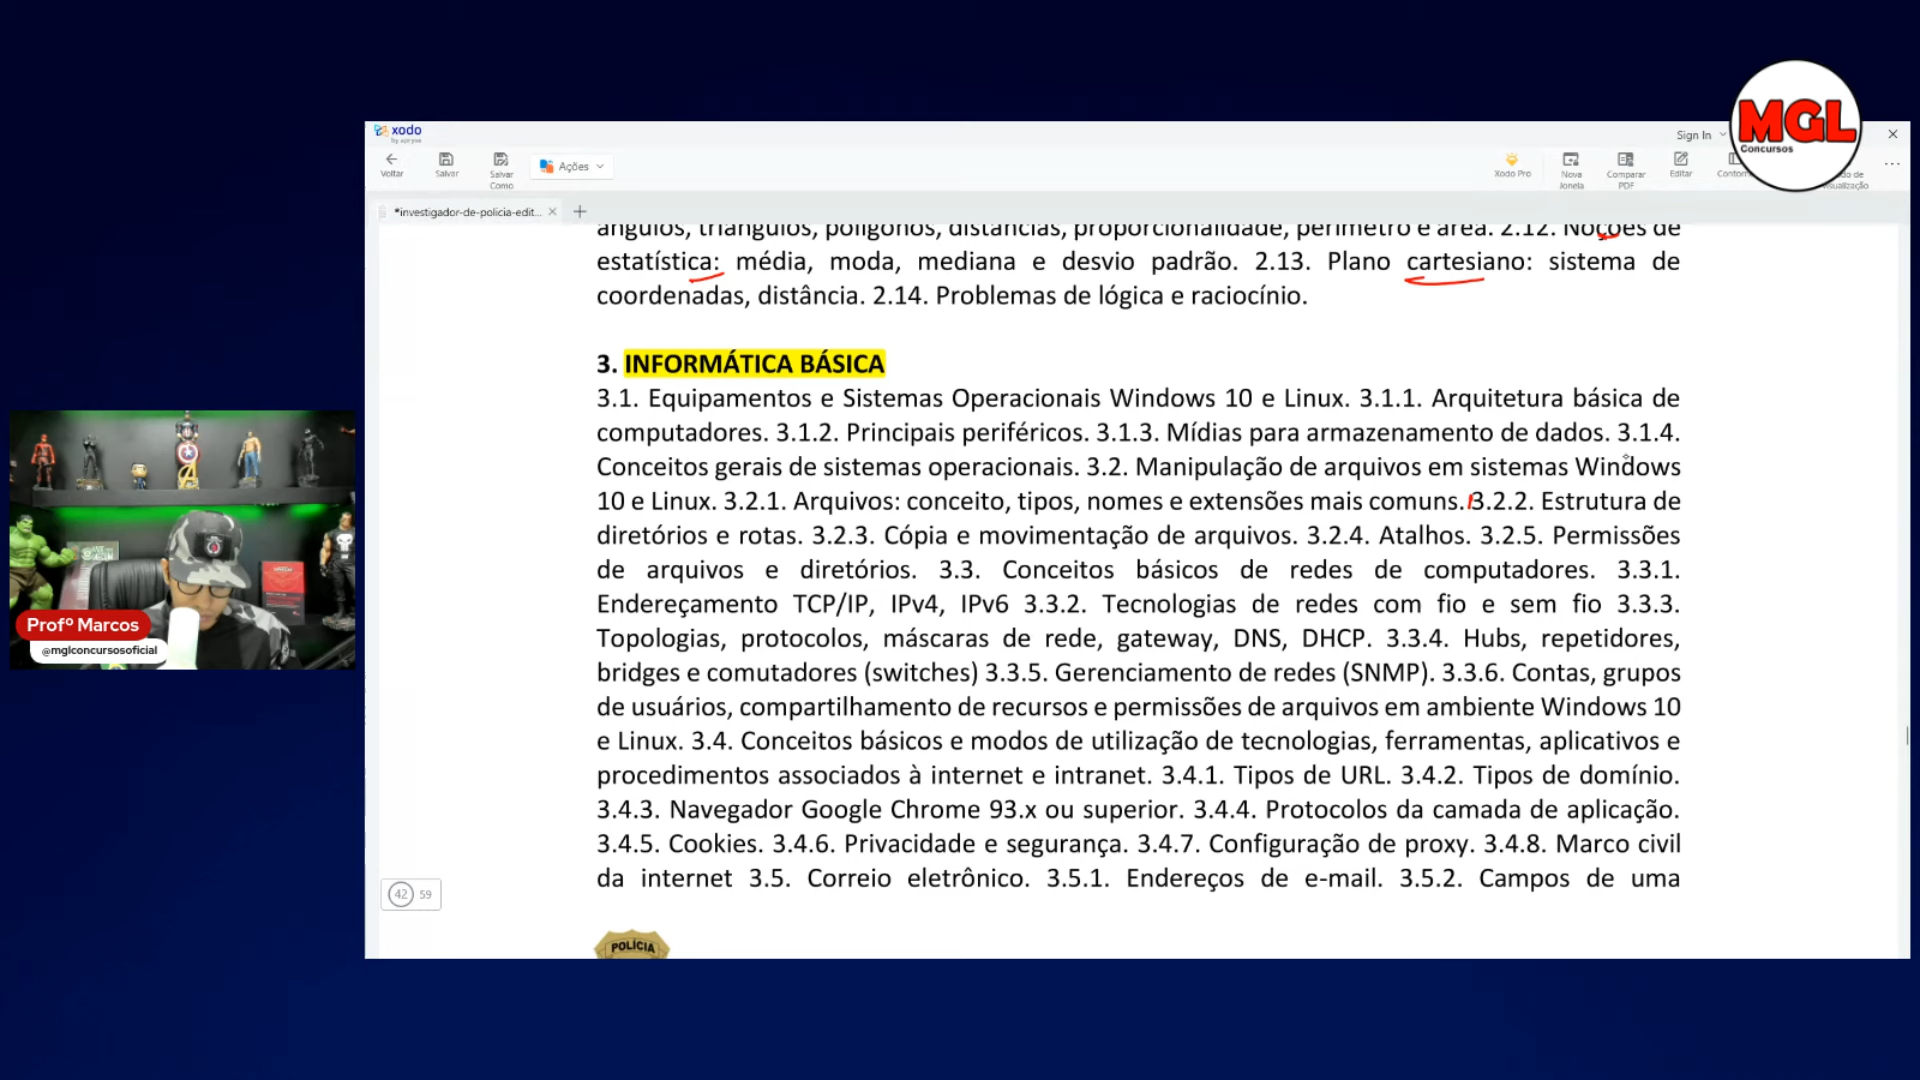 MGL
Concursos
xodo
by apryse
Sign In
Voltar
Salvar
Salvar Como
Ações
Xodo Pro
Nova Janela
Comparar PDF
Editar
Contorno
*investigador-de-policia-edit...
ângulos, triângulos, polígonos, distâncias, proporcionalidade, perímetro e área. 2.12. Noções de
estatística: média, moda, mediana e desvio padrão. 2.13. Plano cartesiano: sistema de
coordenadas, distância. 2.14. Problemas de lógica e raciocínio.
3. INFORMÁTICA BÁSICA
3.1. Equipamentos e Sistemas Operacionais Windows 10 e Linux. 3.1.1. Arquitetura básica de
computadores. 3.1.2. Principais periféricos. 3.1.3. Mídias para armazenamento de dados. 3.1.4.
Conceitos gerais de sistemas operacionais. 3.2. Manipulação de arquivos em sistemas Windows
10 e Linux. 3.2.1. Arquivos: conceito, tipos, nomes e extensões mais comuns. 3.2.2. Estrutura de
diretórios e rotas. 3.2.3. Cópia e movimentação de arquivos. 3.2.4. Atalhos. 3.2.5. Permissões
de arquivos e diretórios. 3.3. Conceitos básicos de redes de computadores. 3.3.1.
Endereçamento TCP/IP, IPv4, IPv6 3.3.2. Tecnologias de redes com fio e sem fio 3.3.3.
Topologias, protocolos, máscaras de rede, gateway, DNS, DHCP. 3.3.4. Hubs, repetidores,
bridges e comutadores (switches) 3.3.5. Gerenciamento de redes (SNMP). 3.3.6. Contas, grupos
de usuários, compartilhamento de recursos e permissões de arquivos em ambiente Windows 10
e Linux. 3.4. Conceitos básicos e modos de utilização de tecnologias, ferramentas, aplicativos e
procedimentos associados à internet e intranet. 3.4.1. Tipos de URL. 3.4.2. Tipos de domínio.
3.4.3. Navegador Google Chrome 93.x ou superior. 3.4.4. Protocolos da camada de aplicação.
3.4.5. Cookies. 3.4.6. Privacidade e segurança. 3.4.7. Configuração de proxy. 3.4.8. Marco civil
da internet 3.5. Correio eletrônico. 3.5.1. Endereços de e-mail. 3.5.2. Campos de uma
42 59
POLÍCIA
Profº Marcos
@mglconcursosoficial